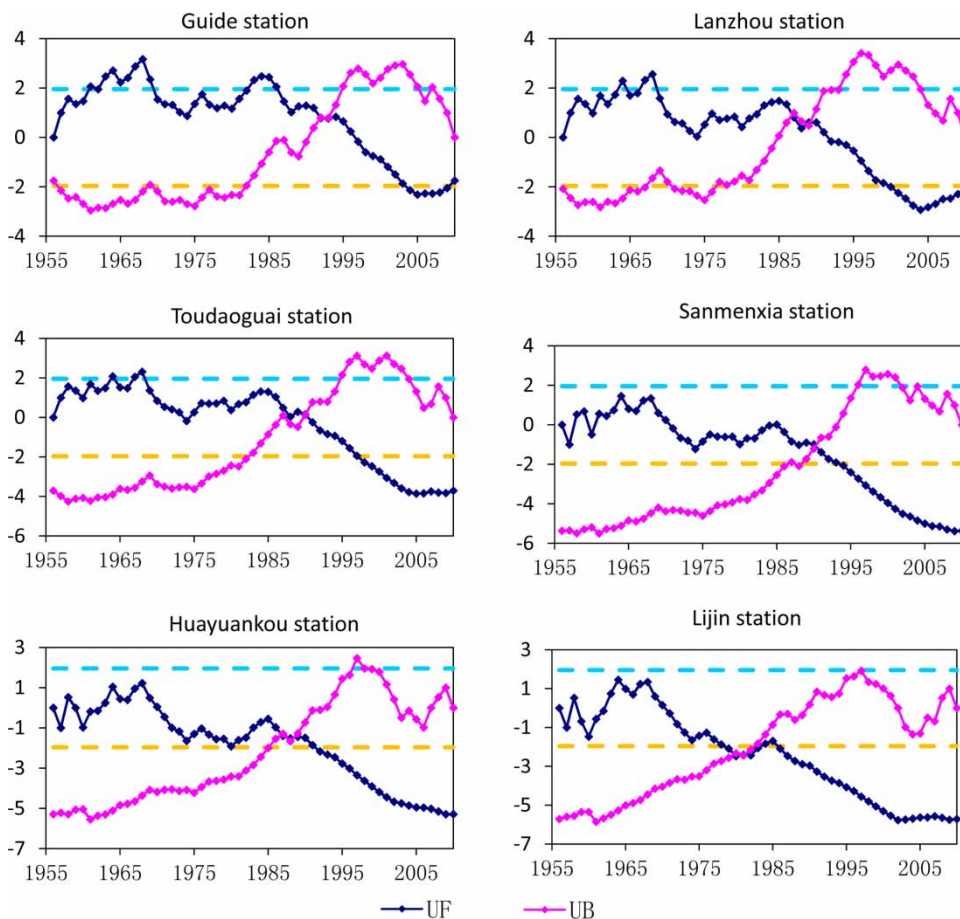 Guide station
4
2
0
-2
-4
1955 1965 1975 1985 1995 2005
Lanzhou station
4
2
0
-2
-4
1955 1965 1975 1985 1995 2005
Toudaoguai station
4
2
0
-2
-4
-6
1955 1965 1975 1985 1995 2005
Sanmenxia station
4
2
0
-2
-4
-6
1955 1965 1975 1985 1995 2005
Huayuankou station
3
1
-1
-3
-5
-7
1955 1965 1975 1985 1995 2005
Lijin station
3
1
-1
-3
-5
-7
1955 1965 1975 1985 1995 2005
UF UB